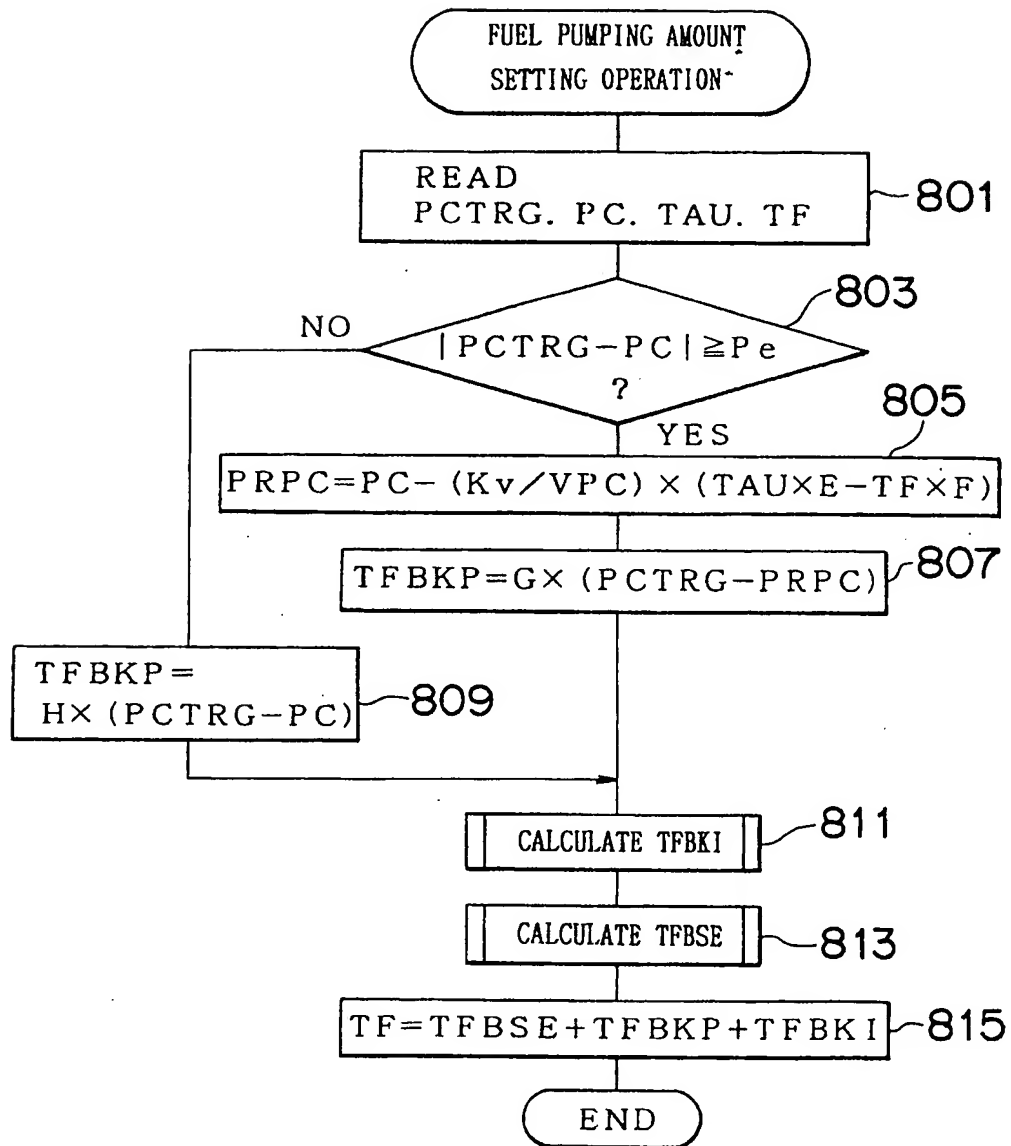 FUEL PUMPING AMOUNT
SETTING OPERATION
READ
PCTRG. PC. TAU. TF
801
803
NO
|PCTRG-PC|≧Pe
?
YES
805
PRPC=PC-(Kv/VPC)×(TAU×E-TF×F)
TFBKP=G×(PCTRG-PRPC)
807
TFBKP=
H×(PCTRG-PC)
809
CALCULATE TFBKI
811
CALCULATE TFBSE
813
TF=TFBSE+TFBKP+TFBKI
815
END